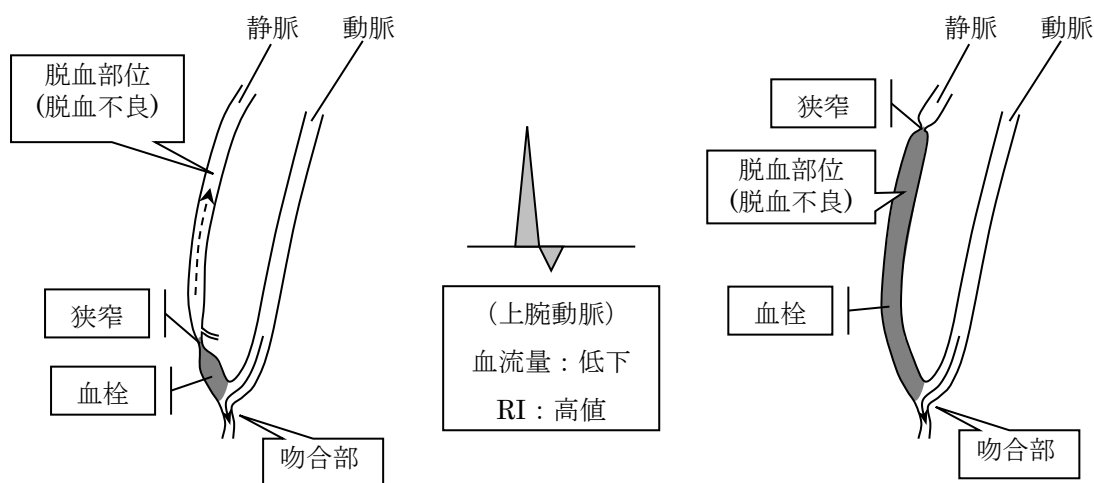 静脈
動脈
脱血部位
(脱血不良)
狭窄
血栓
吻合部
(上腕動脈)
血流量：低下
RI：高値
静脈
動脈
狭窄
脱血部位
(脱血不良)
血栓
吻合部